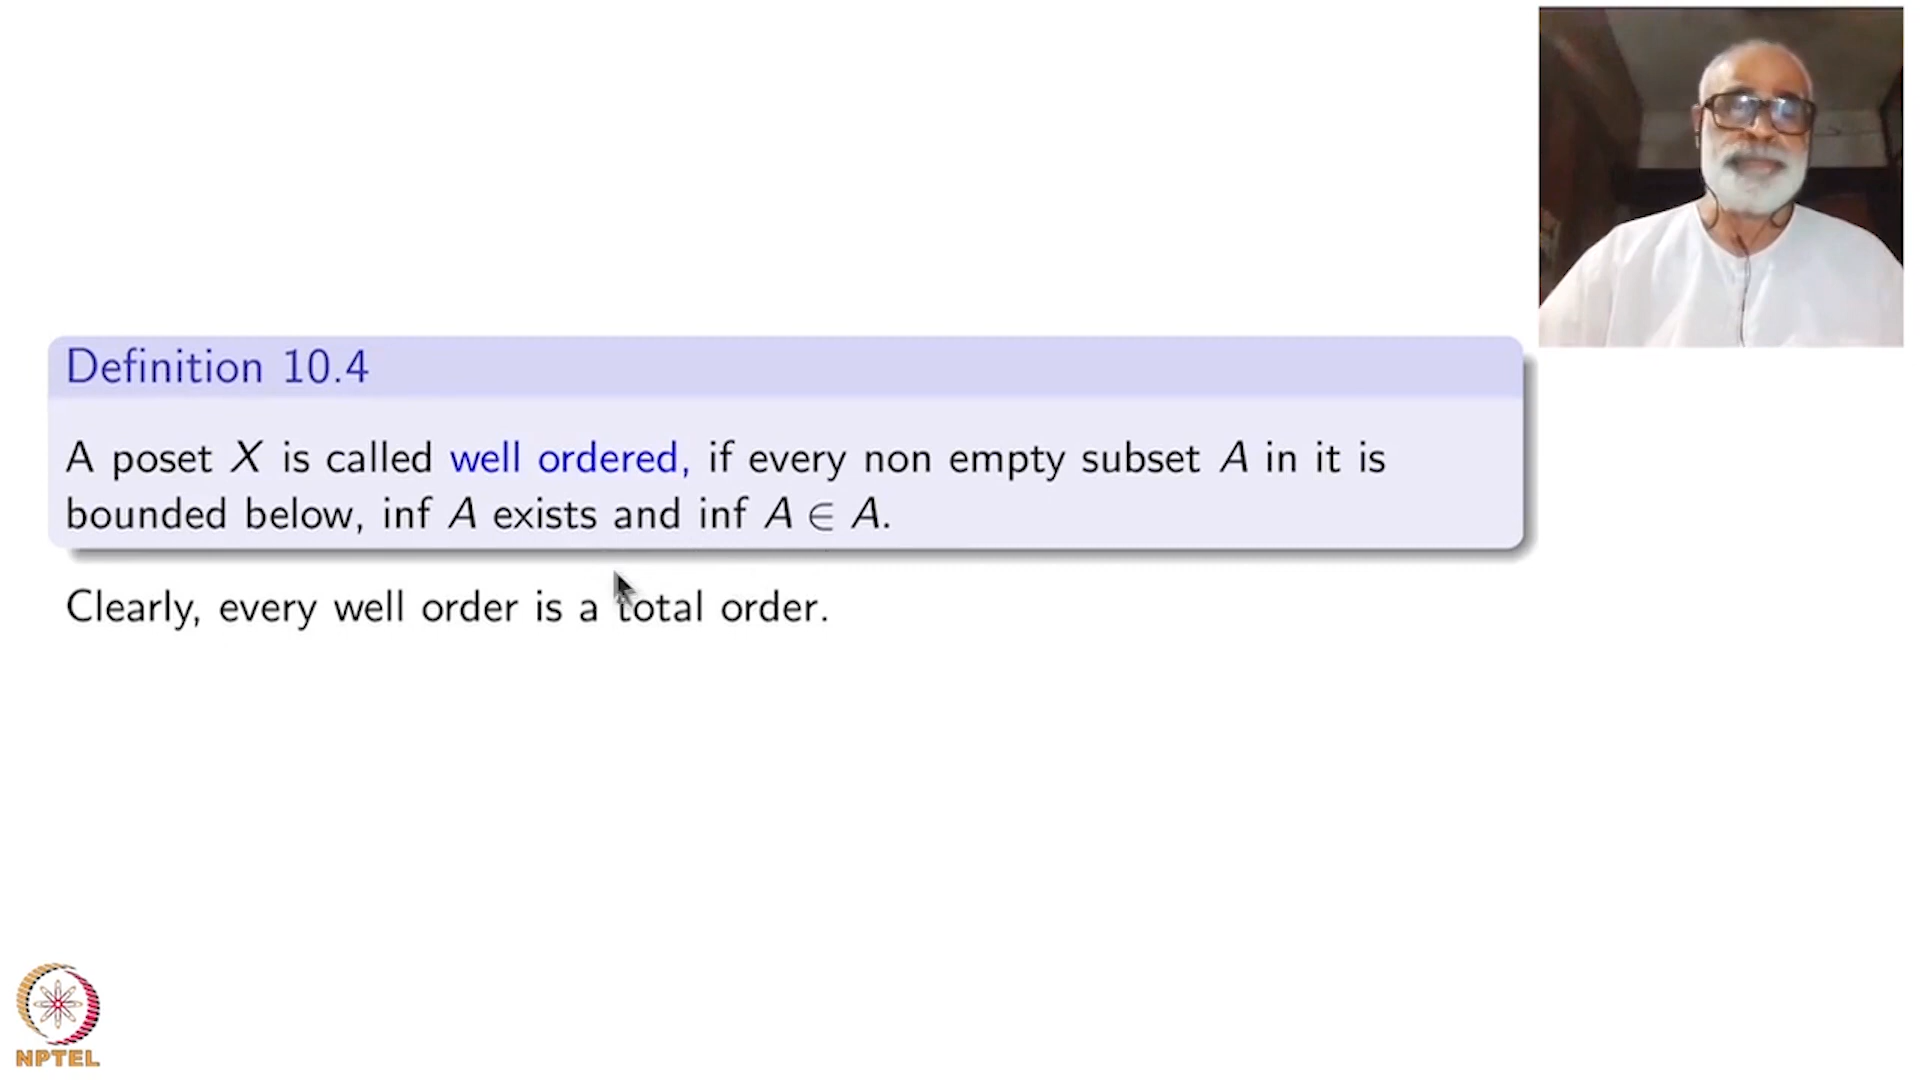 Definition 10.4
A poset X is called well ordered, if every non empty subset A in it is
bounded below, inf A exists and inf A ∈ A.
Clearly, every well order is a total order.
NPTEL